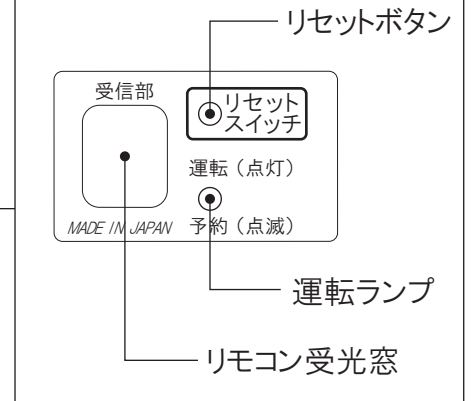 リセットボタン
受信部
リセット
スイッチ
運転（点灯）
MADE IN JAPAN
予約（点滅）
運転ランプ
リモコン受光窓